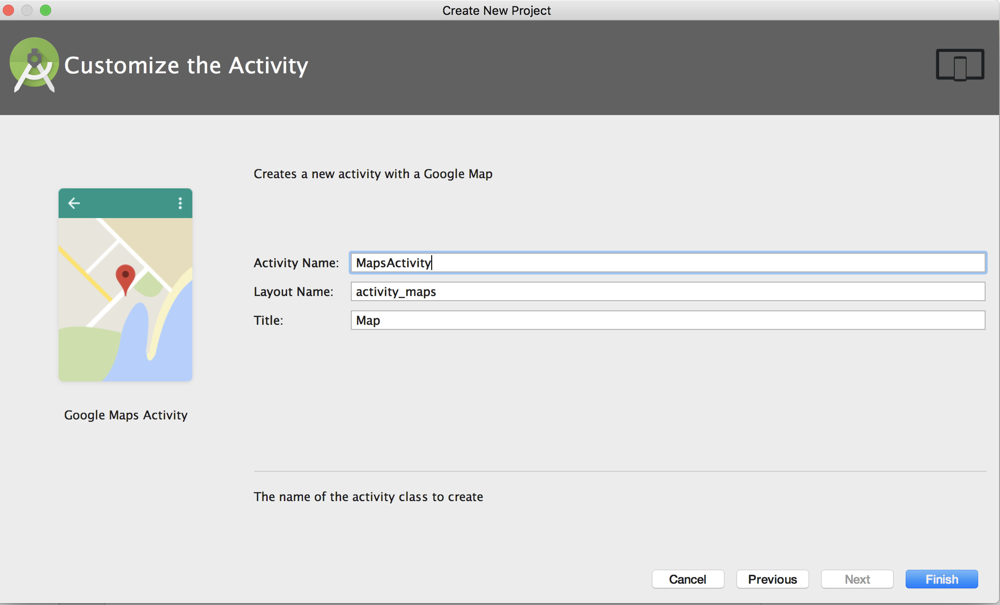 Create New Project
Customize the Activity
Creates a new activity with a Google Map
Activity Name: MapsActivity
Layout Name: activity_maps
Title: Map
Google Maps Activity
The name of the activity class to create
Cancel Previous Next Finish